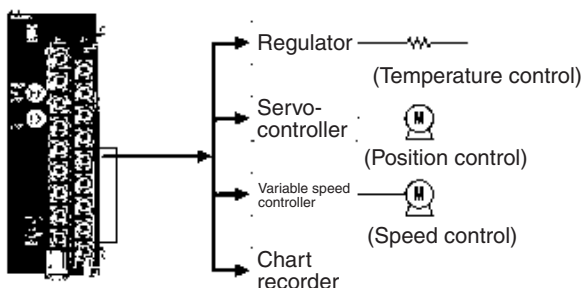 Regulator
(Temperature control)
Servo-
controller
M
(Position control)
Variable speed
controller
M
(Speed control)
Chart
recorder